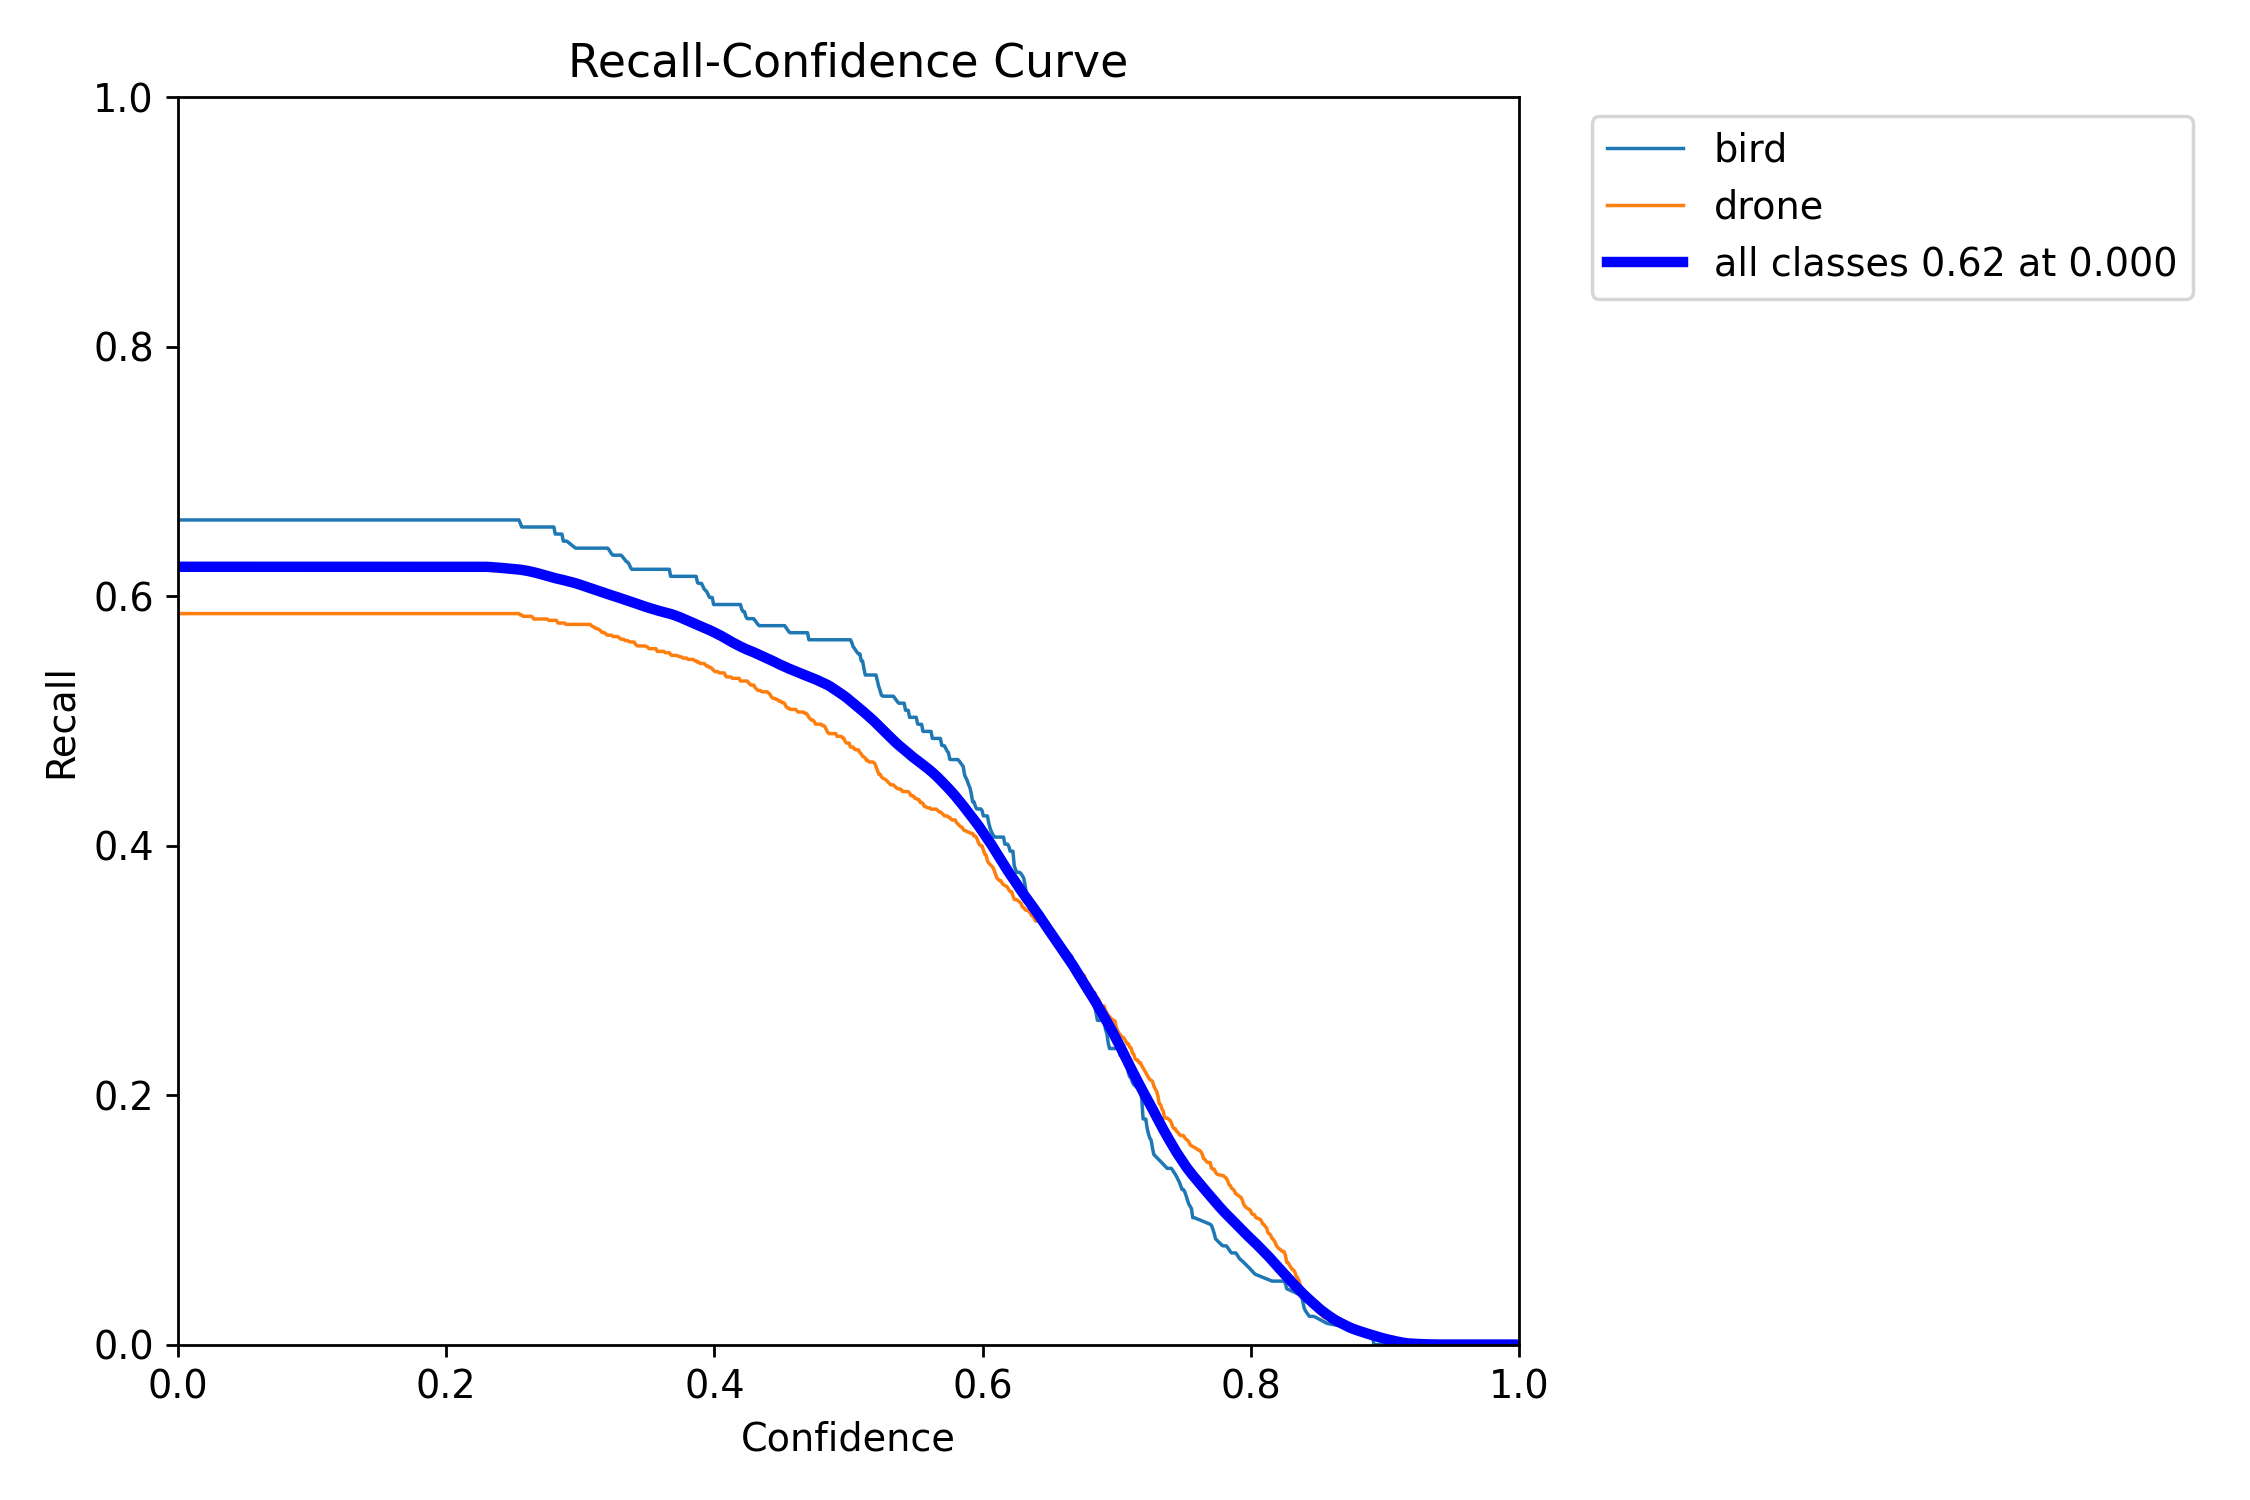 Recall-Confidence Curve
1.0
0.8
0.6
0.4
0.2
0.0
Recall
0.0 0.2 0.4 0.6 0.8 1.0
Confidence
bird
drone
all classes 0.62 at 0.000